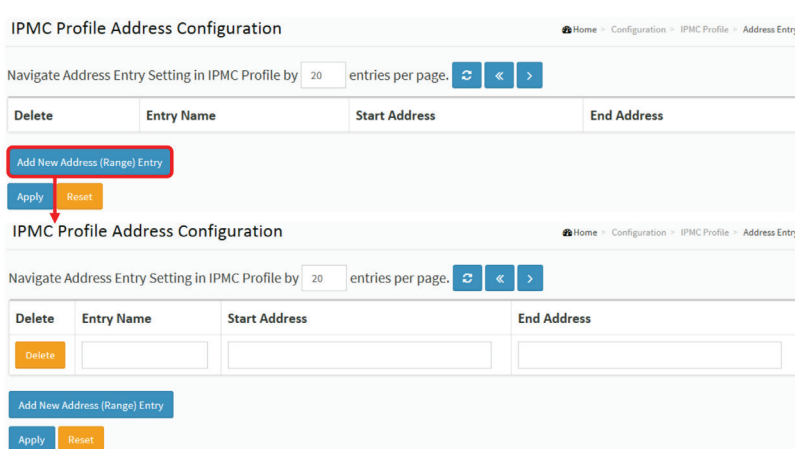 IPMC Profile Address Configuration
Home > Configuration > IPMC Profile > Address Entry
Navigate Address Entry Setting in IPMC Profile by 20 entries per page.
Delete Entry Name Start Address End Address
Add New Address (Range) Entry
Apply Reset
IPMC Profile Address Configuration
Home > Configuration > IPMC Profile > Address Entry
Navigate Address Entry Setting in IPMC Profile by 20 entries per page.
Delete Entry Name Start Address End Address
Delete
Add New Address (Range) Entry
Apply Reset